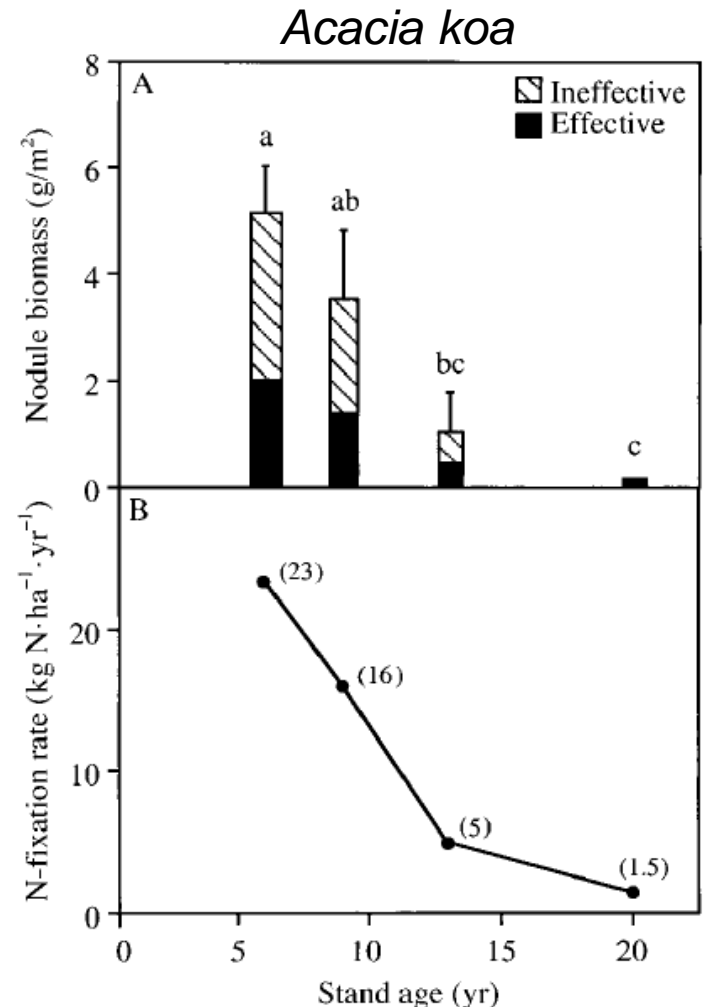 Acacia koa
8
A
Ineffective
Effective
a
6
ab
Nodule biomass (g/m²)
4
bc
2
c
0
B
(23)
N-fixation rate (kg N·ha⁻¹·yr⁻¹)
20
(16)
10
(5)
(1.5)
0
0 5 10 15 20
Stand age (yr)